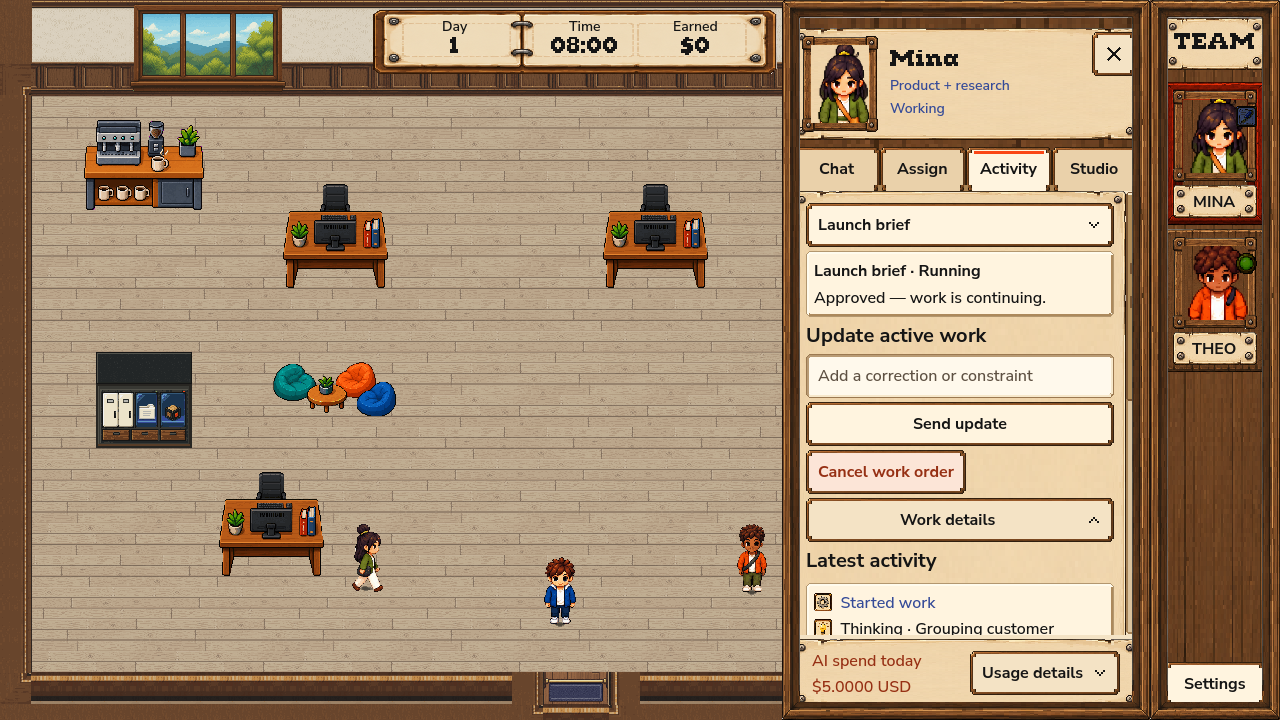 Day
1
Time
08:00
Earned
$0
Mina
Product + research
Working
Chat
Assign
Activity
Studio
Launch brief
Launch brief · Running
Approved — work is continuing.
Update active work
Add a correction or constraint
Send update
Cancel work order
Work details
Latest activity
Started work
Thinking · Grouping customer
AI spend today
$5.0000 USD
Usage details
TEAM
MINA
THEO
Settings